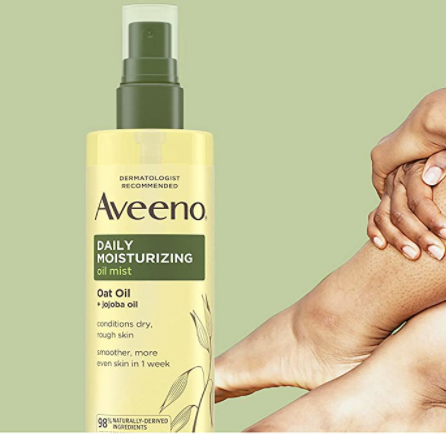 DERMATOLOGIST
RECOMMENDED
Aveeno®
DAILY
MOISTURIZING
oil mist
Oat Oil
+ jojoba oil
conditions dry,
rough skin
smoother, more
even skin in 1 week
98% NATURALLY-DERIVED
INGREDIENTS